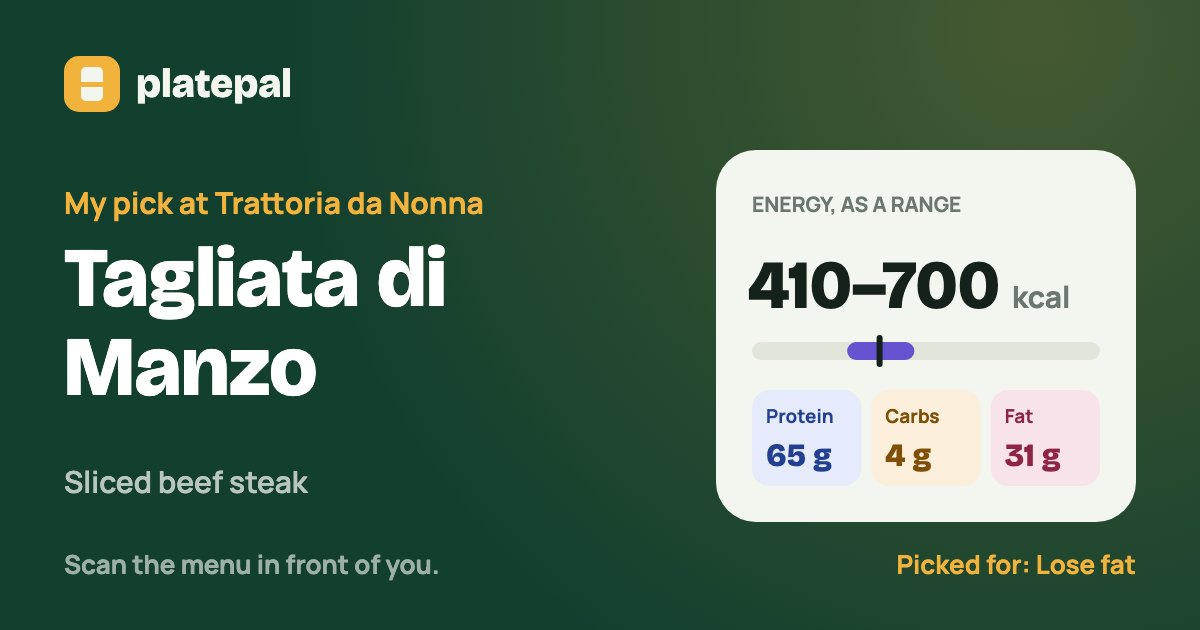 platepal
My pick at Trattoria da Nonna
Tagliata di
Manzo
Sliced beef steak
Scan the menu in front of you.
ENERGY, AS A RANGE
410–700 kcal
Protein
65 g
Carbs
4 g
Fat
31 g
Picked for: Lose fat